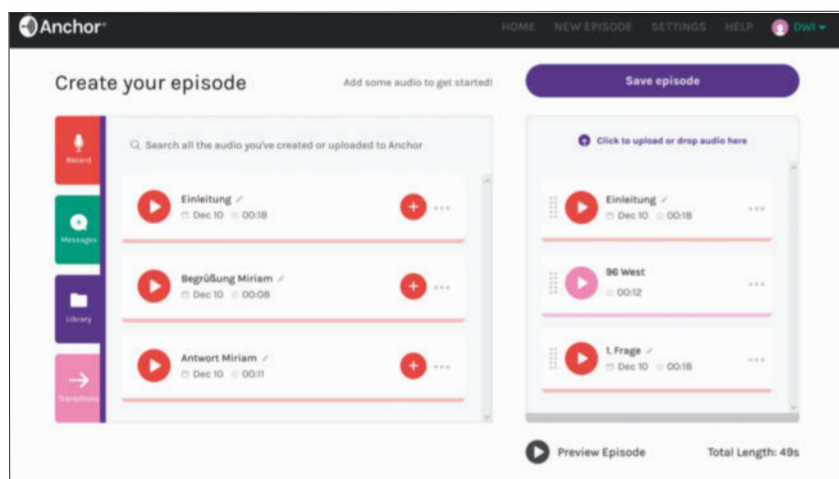 Anchor®
HOME NEW EPISODE SETTINGS HELP DWI
Create your episode
Add some audio to get started!
Save episode
Record
Messages
Library
Transitions
Search all the audio you've created or uploaded to Anchor
Einleitung
Dec 10 00:18
Begrüßung Miriam
Dec 10 00:08
Antwort Miriam
Dec 10 00:11
Click to upload or drop audio here
Einleitung
Dec 10 00:18
96 West
00:12
1. Frage
Dec 10 00:18
Preview Episode
Total Length: 49s